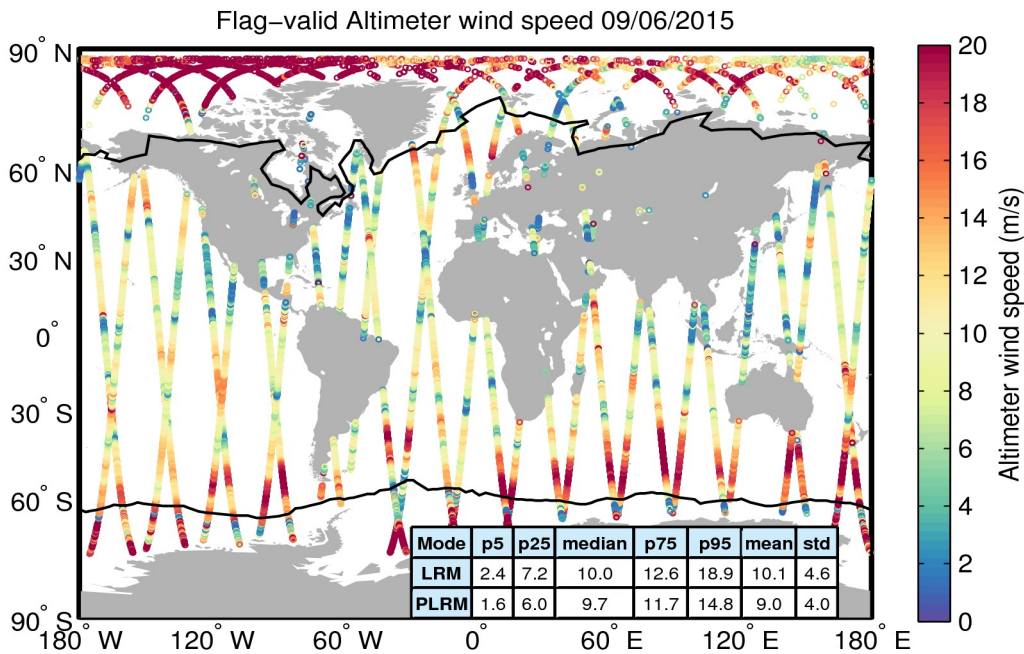 Flag−valid Altimeter wind speed 09/06/2015
90° N
60° N
30° N
0°
30° S
60° S
90° S
180° W
120° W
60° W
0°
60° E
120° E
180° E
Mode p5 p25 median p75 p95 mean std
LRM 2.4 7.2 10.0 12.6 18.9 10.1 4.6
PLRM 1.6 6.0 9.7 11.7 14.8 9.0 4.0
20
18
16
14
12
10
8
6
4
2
0
Altimeter wind speed (m/s)